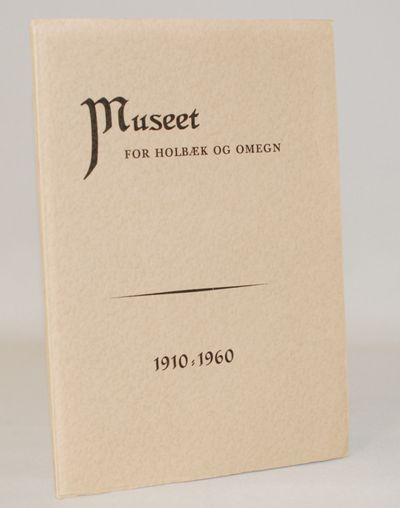 Museet
FOR HOLBÆK OG OMEGN
1910-1960